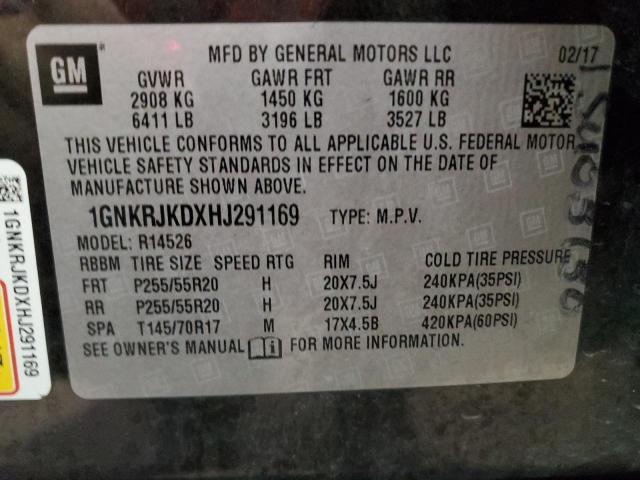 GM
MFD BY GENERAL MOTORS LLC 02/17
GVWR GAWR FRT GAWR RR
2908 KG 1450 KG 1600 KG
6411 LB 3196 LB 3527 LB
THIS VEHICLE CONFORMS TO ALL APPLICABLE U.S. FEDERAL MOTOR
VEHICLE SAFETY STANDARDS IN EFFECT ON THE DATE OF
MANUFACTURE SHOWN ABOVE.
1GNKRJKDXHJ291169 TYPE: M.P.V.
MODEL: R14526
RBBM TIRE SIZE SPEED RTG RIM COLD TIRE PRESSURE
FRT P255/55R20 H 20X7.5J 240KPA(35PSI)
RR P255/55R20 H 20X7.5J 240KPA(35PSI)
SPA T145/70R17 M 17X4.5B 420KPA(60PSI)
SEE OWNER'S MANUAL FOR MORE INFORMATION.
1GNKRJKDXHJ291169